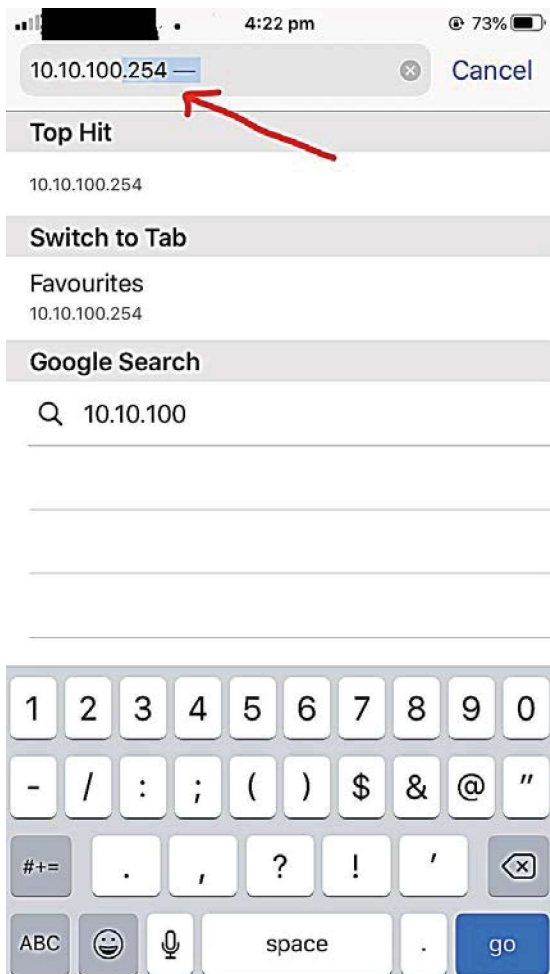 4:22 pm 73%
10.10.100.254 — Cancel
Top Hit
10.10.100.254
Switch to Tab
Favourites
10.10.100.254
Google Search
10.10.100
1 2 3 4 5 6 7 8 9 0
- / : ; ( ) $ & @ "
#+= . , ? ! '
ABC space . go